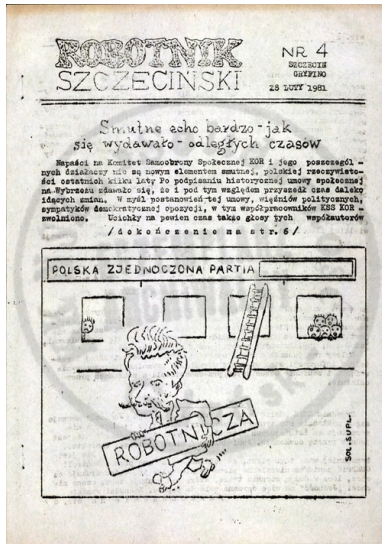 ROBOTNIK
SZCZECIŃSKI
NR 4
SZCZECIN
GRYFINO
28 LUTY 1981
Smutne echo bardzo-jak
się wydawało-odległych czasów
Napaści na Komitet Samoobrony Społecznej KOR i jego poszczegól-
nych działaczy nie są nowym elementem smutnej, polskiej rzeczywisto-
ści ostatnich kilku lat. Po podpisaniu historycznej umowy społecznej
na Wybrzeżu zdawało się, że i pod tym względem przyszedł czas daleko
idących zmian. W myśl postanowień tej umowy, więźniów politycznych,
sympatyków demokratycznej opozycji, w tym współpracowników KSS KOR -
zwolniono. Ucichły na pewien czas także głosy tych współautorów
/dokończenie na str. 6/
POLSKA ZJEDNOCZONA PARTIA
ROBOTNICZA
SOL.SUPL.